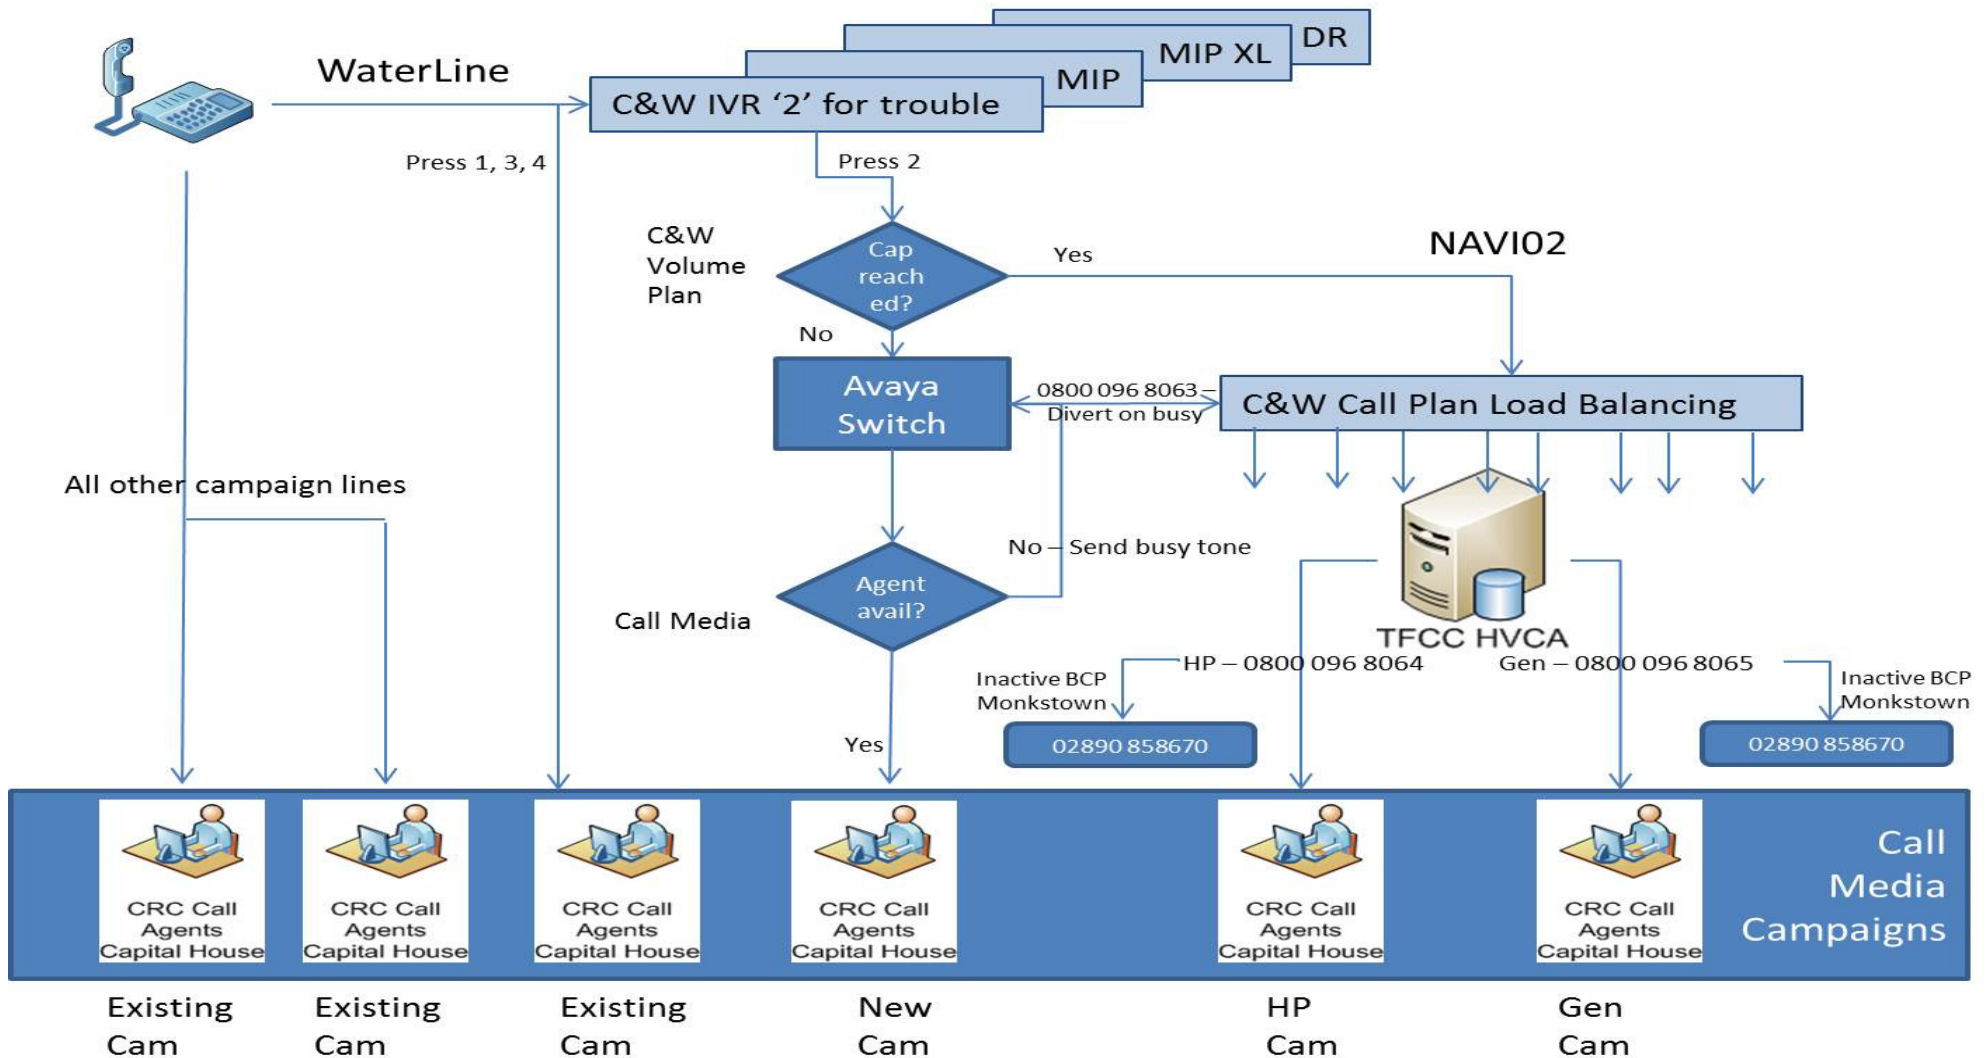 DR
MIP XL
MIP
WaterLine
C&W IVR ‘2’ for trouble
Press 1, 3, 4
Press 2
C&W
Volume
Plan
Cap
reach
ed?
Yes
NAVI02
No
Avaya
Switch
0800 096 8063 –
Divert on busy
C&W Call Plan Load Balancing
All other campaign lines
No – Send busy tone
Agent
avail?
Call Media
TFCC HVCA
HP – 0800 096 8064
Gen – 0800 096 8065
Inactive BCP
Monkstown
Inactive BCP
Monkstown
02890 858670
02890 858670
Yes
CRC Call
Agents
Capital House
CRC Call
Agents
Capital House
CRC Call
Agents
Capital House
CRC Call
Agents
Capital House
CRC Call
Agents
Capital House
CRC Call
Agents
Capital House
Call
Media
Campaigns
Existing
Cam
Existing
Cam
Existing
Cam
New
Cam
HP
Cam
Gen
Cam